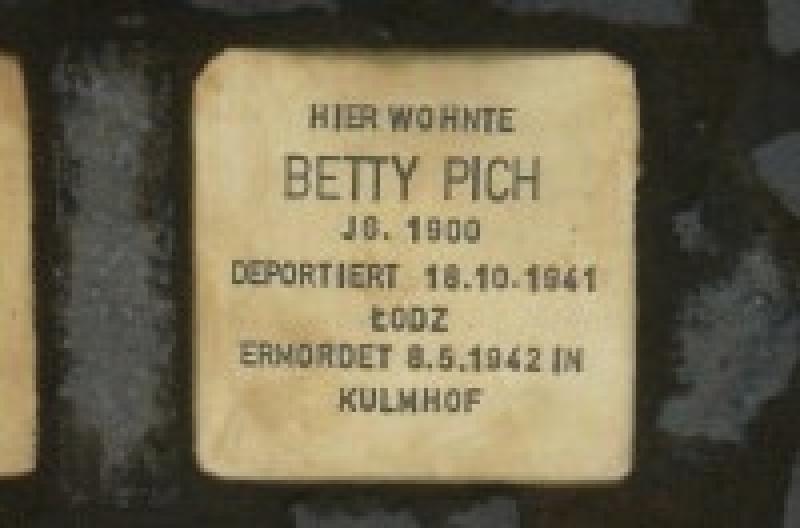 HIER WOHNTE
BETTY PICH
JG. 1900
DEPORTIERT 16.10.1941
ŁODZ
ERMORDET 8.5.1942 IN
KULMHOF